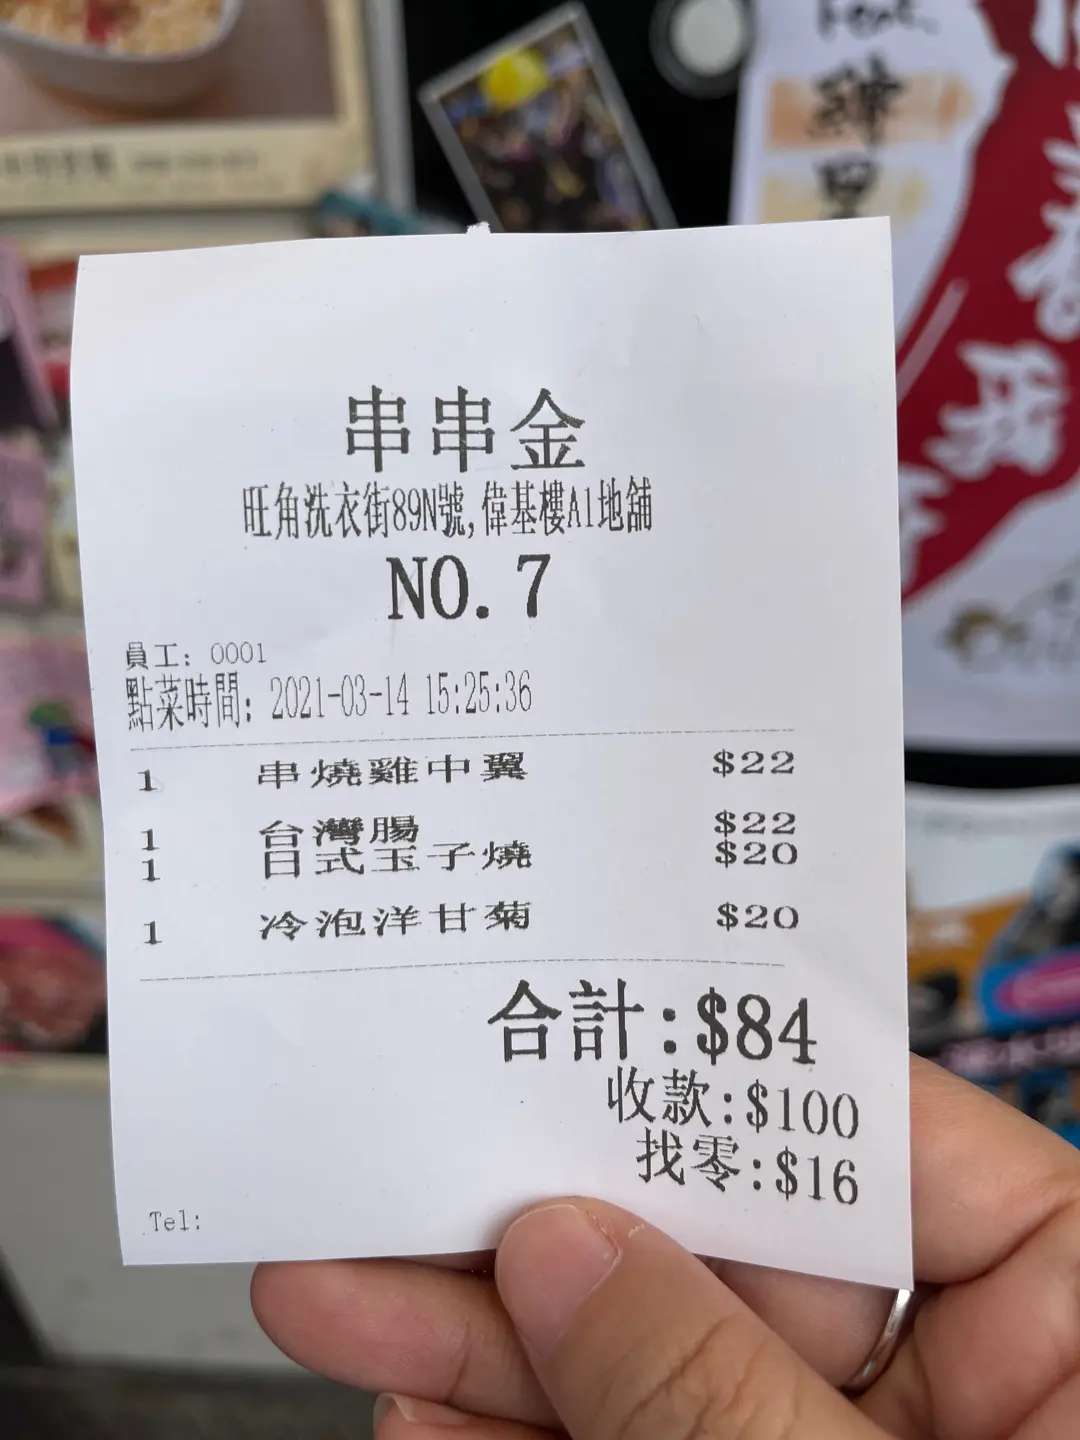 串串金
旺角洗衣街89N號,偉基樓A1地舖
NO.7
員工: 0001
點菜時間: 2021-03-14 15:25:36
1 串燒雞中翼 $22
1 台灣腸 $22
1 日式玉子燒 $20
1 冷泡洋甘菊 $20
合計:$84
收款:$100
找零:$16
Tel: